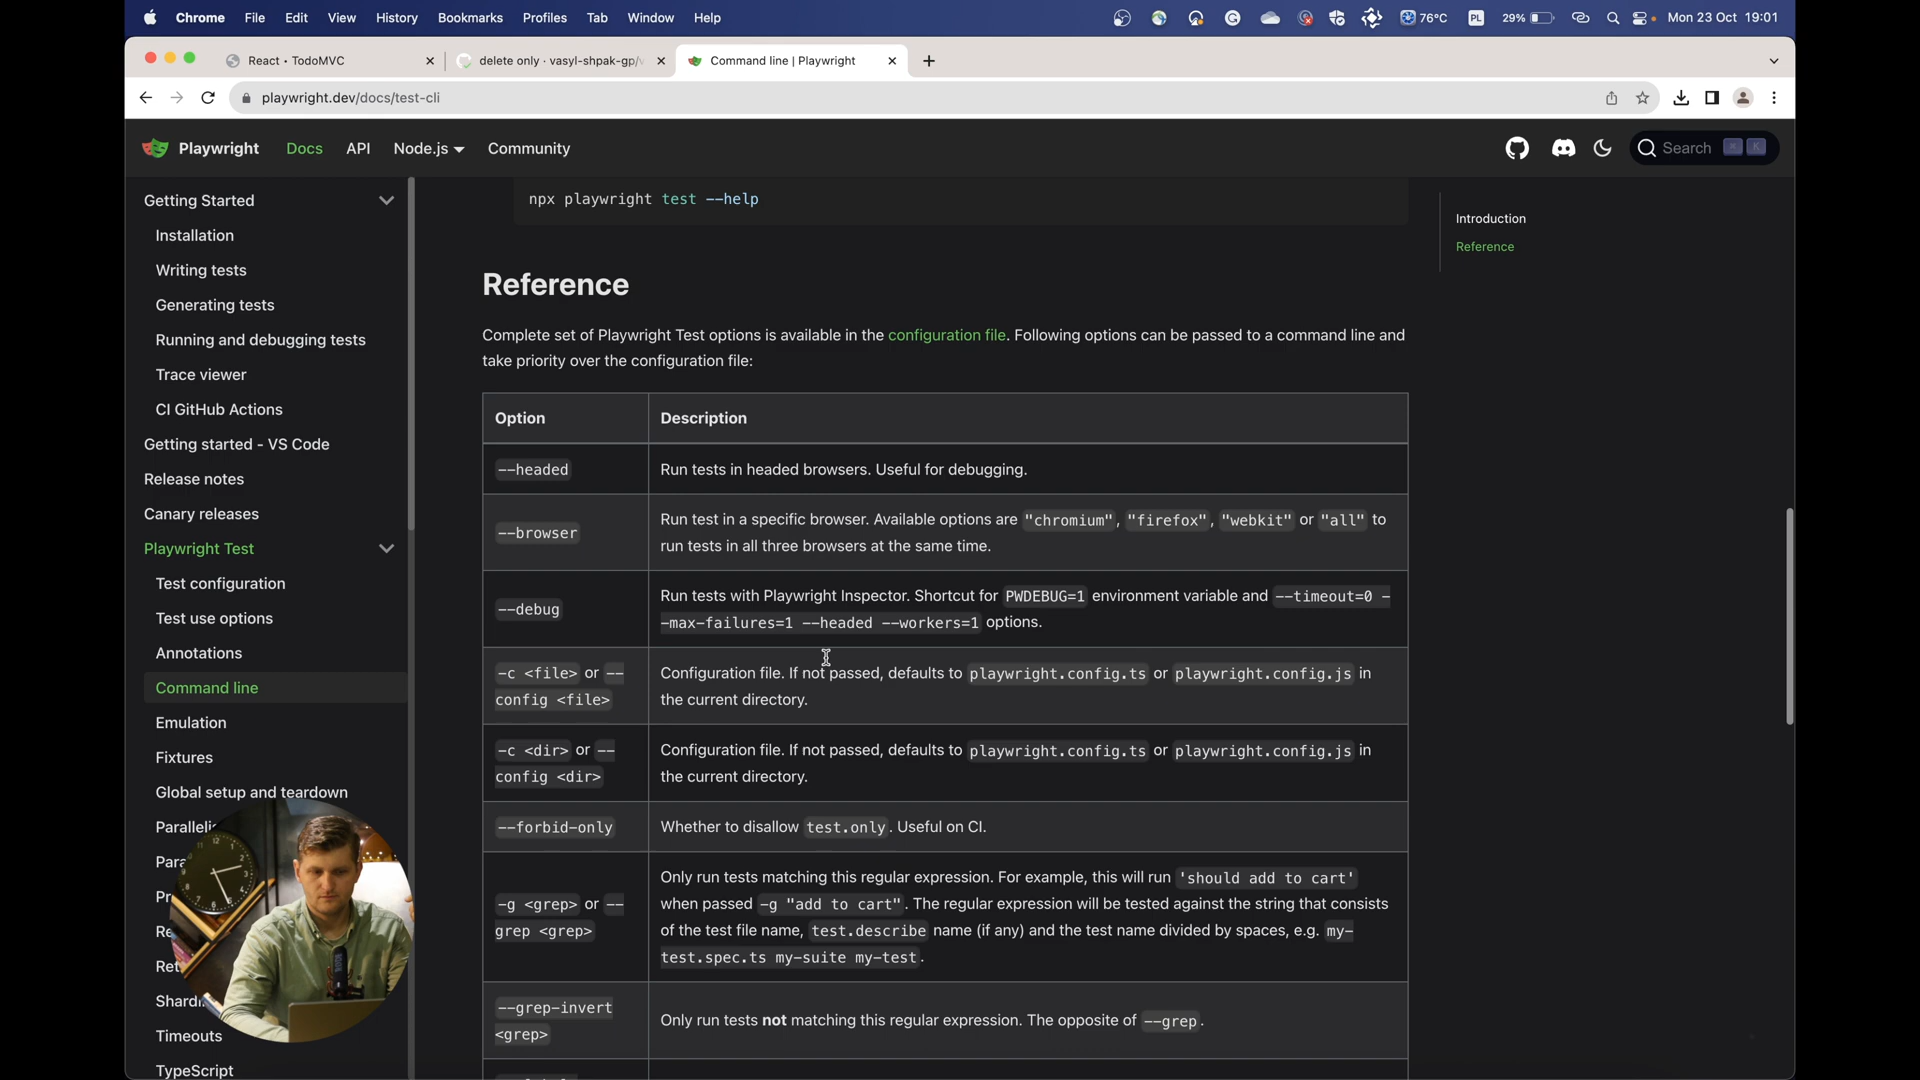 Chrome File Edit View History Bookmarks Profiles Tab Window Help
76°C PL 29% Mon 23 Oct 19:01
React • TodoMVC
delete only · vasyl-shpak-gp/
Command line | Playwright
playwright.dev/docs/test-cli
Playwright Docs API Node.js Community
Search ⌘ K
Getting Started
Installation
Writing tests
Generating tests
Running and debugging tests
Trace viewer
CI GitHub Actions
Getting started - VS Code
Release notes
Canary releases
Playwright Test
Test configuration
Test use options
Annotations
Command line
Emulation
Fixtures
Global setup and teardown
Timeouts
TypeScript
npx playwright test --help
Reference
Complete set of Playwright Test options is available in the configuration file. Following options can be passed to a command line and
take priority over the configuration file:
Option Description
--headed Run tests in headed browsers. Useful for debugging.
--browser
Run test in a specific browser. Available options are "chromium", "firefox", "webkit" or "all" to
run tests in all three browsers at the same time.
--debug
Run tests with Playwright Inspector. Shortcut for PWDEBUG=1 environment variable and --timeout=0 -
-max-failures=1 --headed --workers=1 options.
-c <file> or --
config <file>
Configuration file. If not passed, defaults to playwright.config.ts or playwright.config.js in
the current directory.
-c <dir> or --
config <dir>
Configuration file. If not passed, defaults to playwright.config.ts or playwright.config.js in
the current directory.
--forbid-only Whether to disallow test.only. Useful on CI.
-g <grep> or --
grep <grep>
Only run tests matching this regular expression. For example, this will run 'should add to cart'
when passed -g "add to cart". The regular expression will be tested against the string that consists
of the test file name, test.describe name (if any) and the test name divided by spaces, e.g. my-
test.spec.ts my-suite my-test.
--grep-invert
<grep>
Only run tests not matching this regular expression. The opposite of --grep.
Introduction
Reference